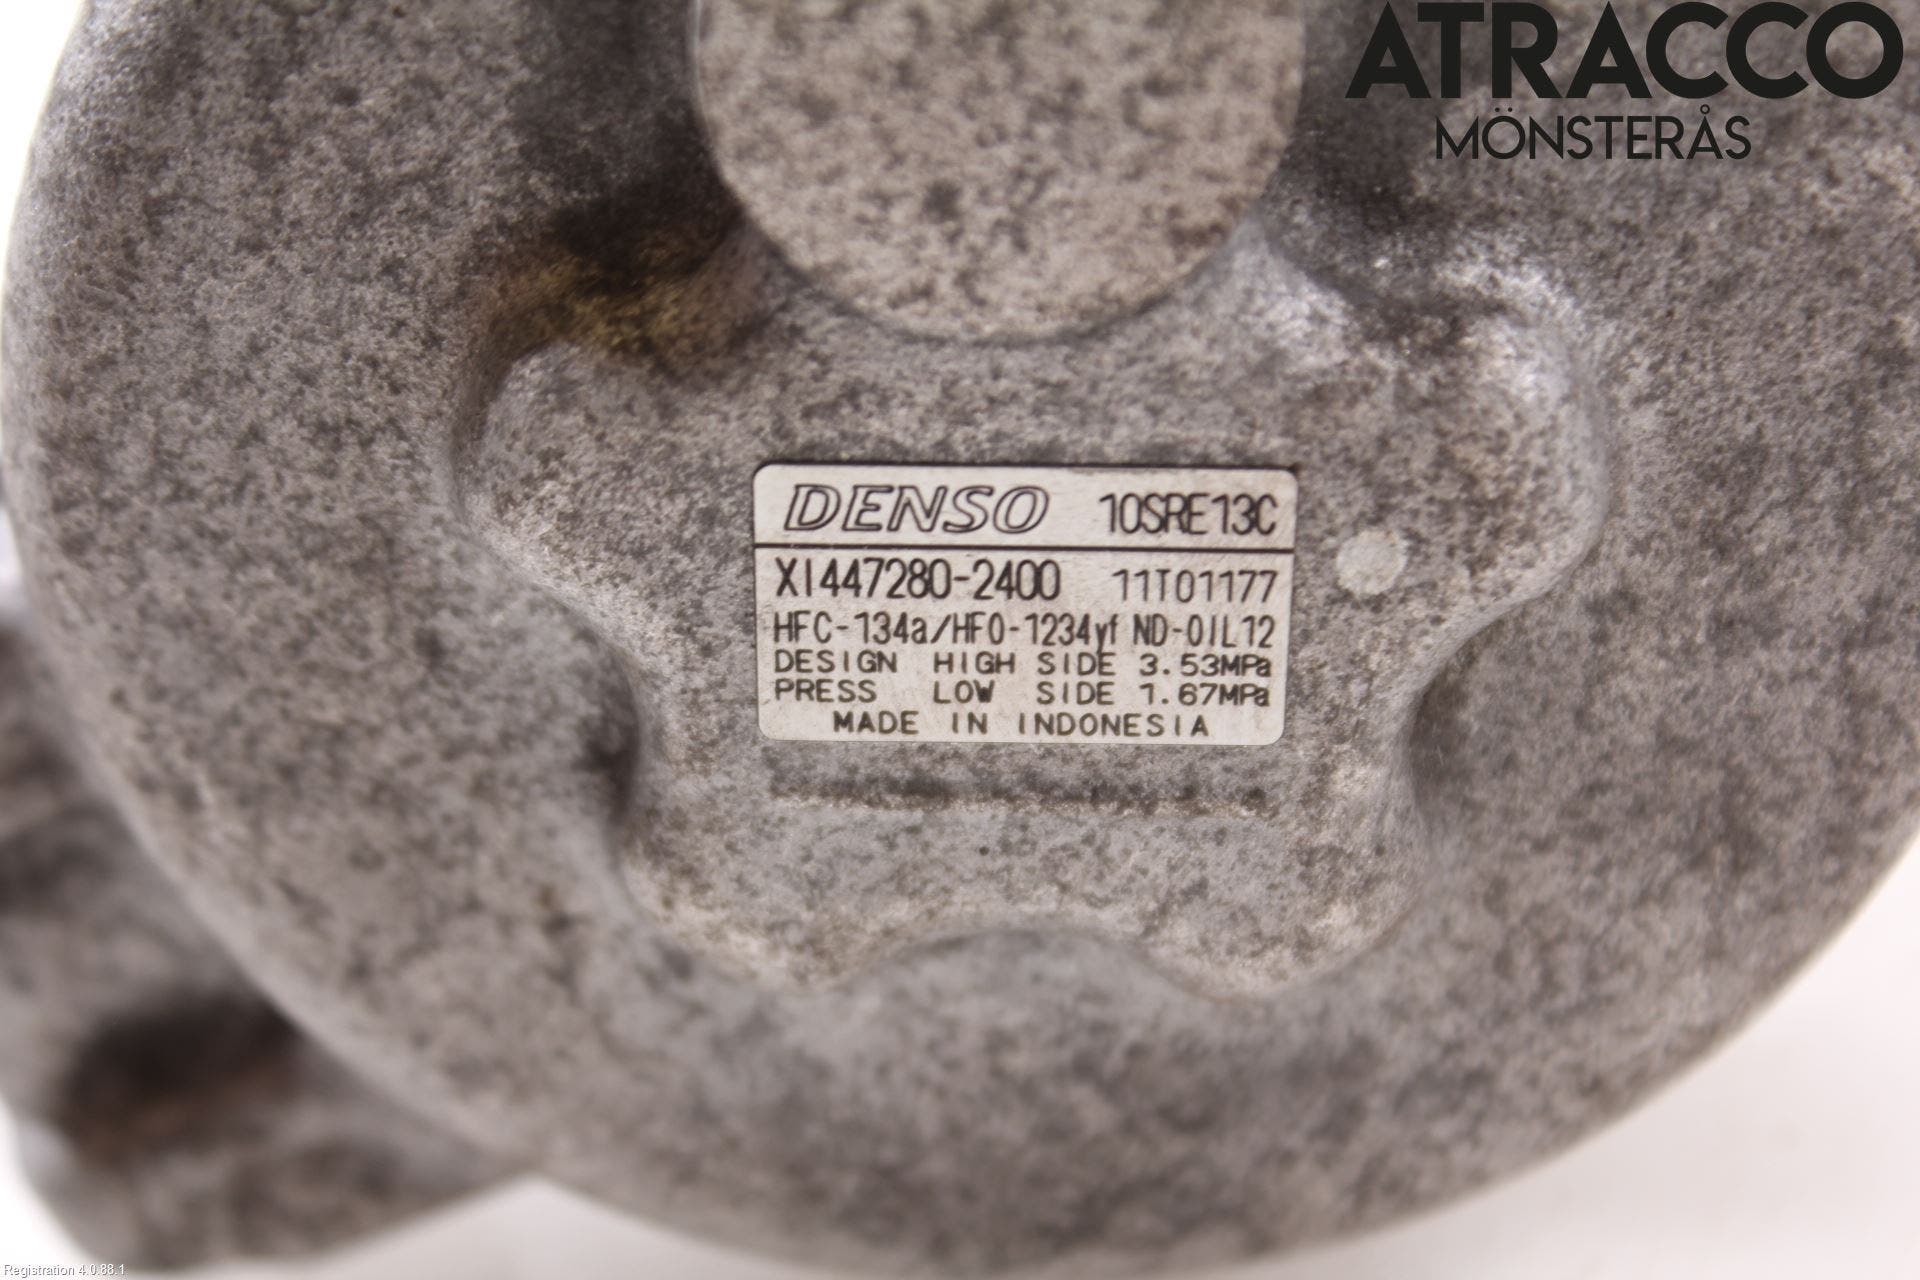 ATRACCO
MÖNSTERÅS
DENSO 10SRE13C
XI447280-2400 11T01177
HFC-134a/HFO-1234yf ND-OIL12
DESIGN HIGH SIDE 3.53MPa
PRESS LOW SIDE 1.67MPa
MADE IN INDONESIA
Registration 4.0.88.1